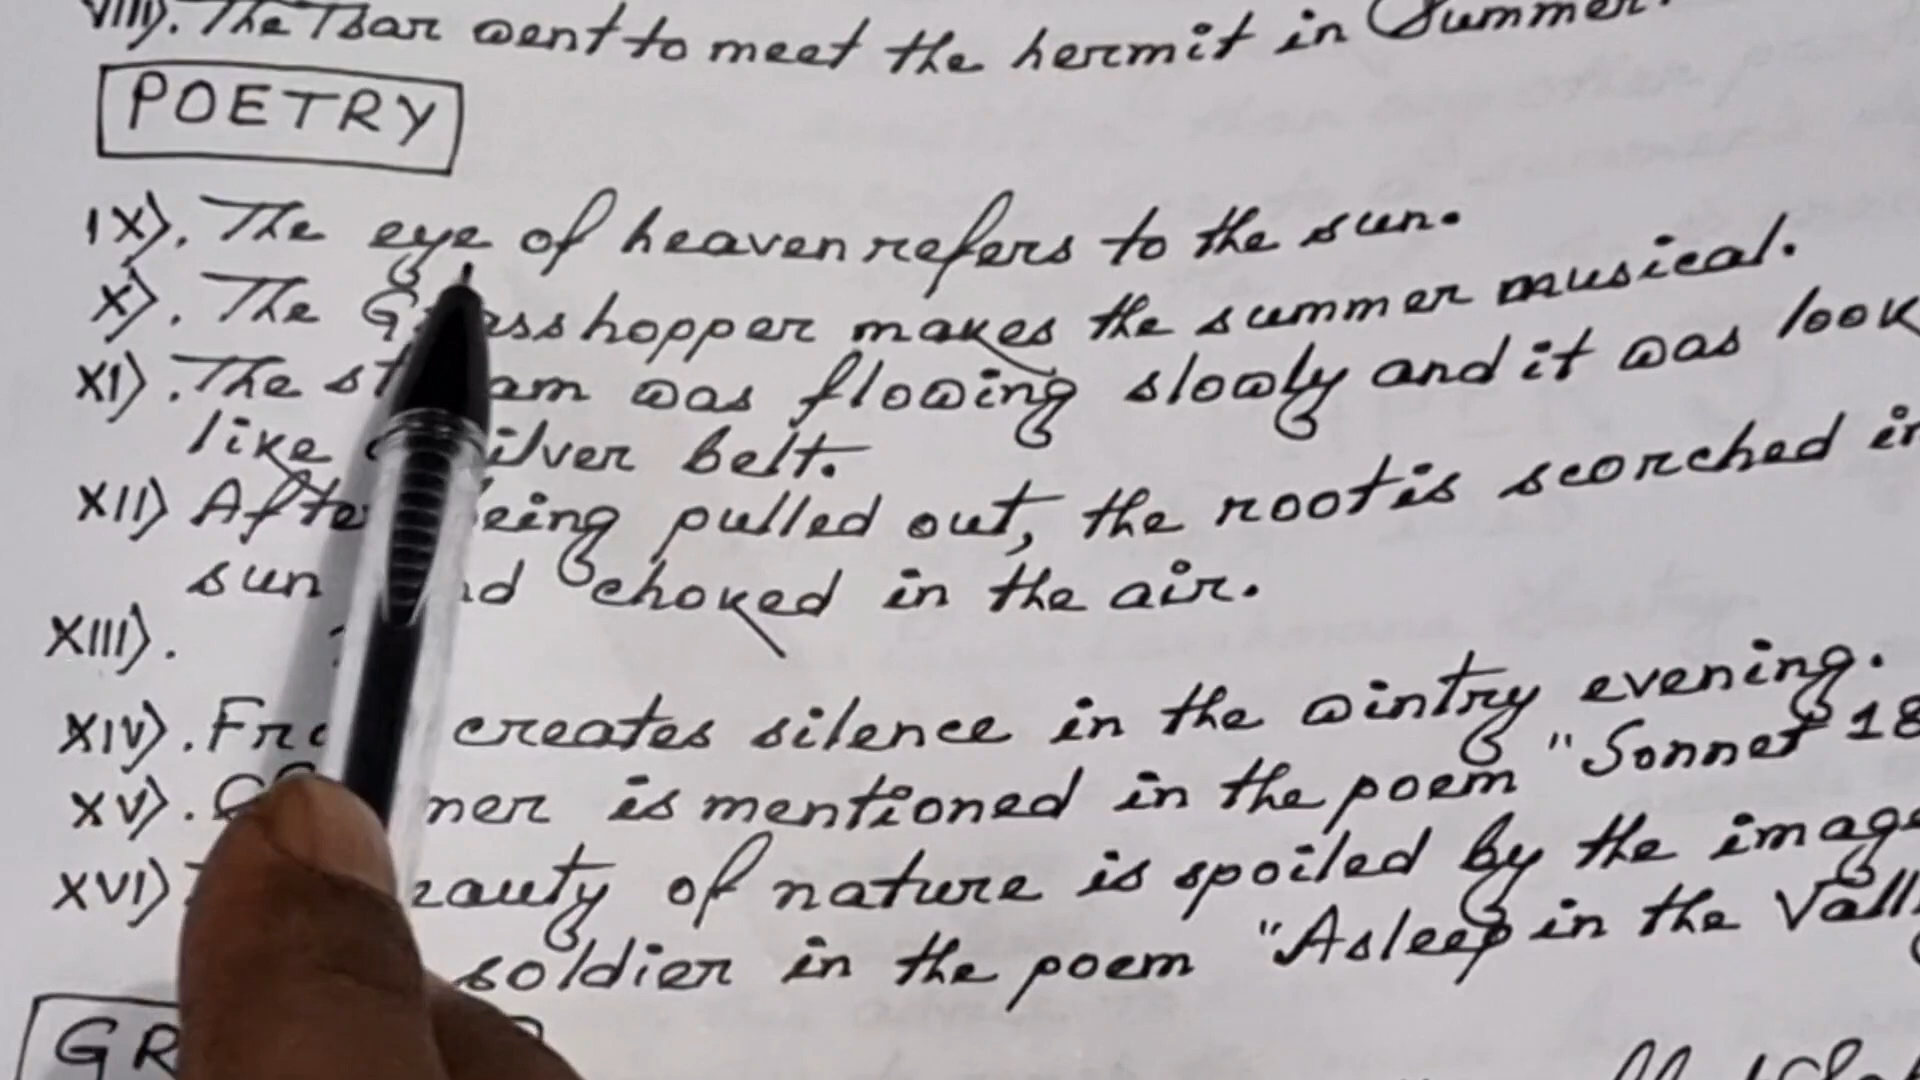 VIII). The Tsar went to meet the hermit in Summer.
POETRY
IX). The eye of heaven refers to the sun.
X). The Grasshopper makes the summer musical.
XI). The stream was flowing slowly and it was look
like silver belt.
XII) After being pulled out, the root is scorched in
sun choked in the air.
XIII).
XIV). creates silence in the wintry evening.
XV). is mentioned in the poem "Sonnet 18
XVI) of nature is spoiled by the image
soldier in the poem "Asleep in the Vall
GR